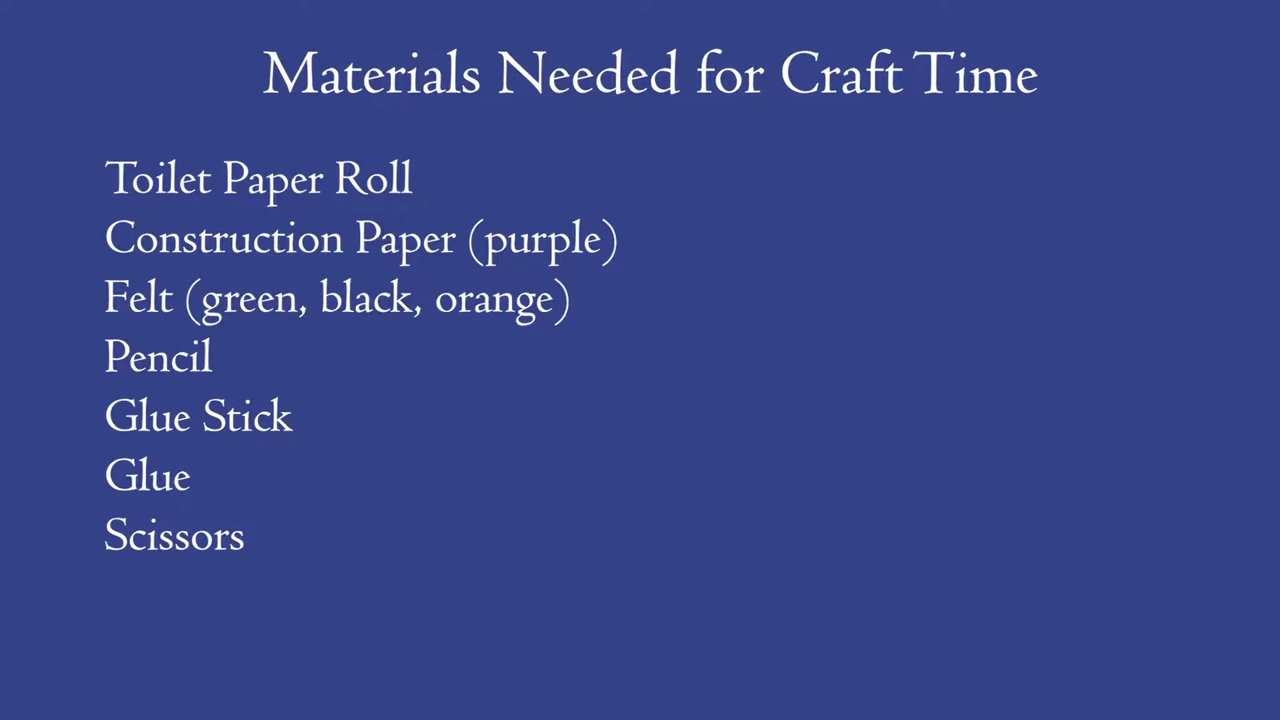 Materials Needed for Craft Time
Toilet Paper Roll
Construction Paper (purple)
Felt (green, black, orange)
Pencil
Glue Stick
Glue
Scissors